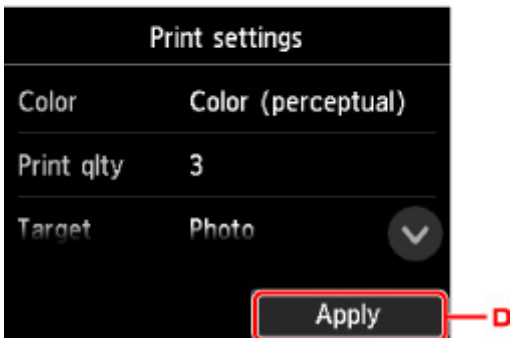 Print settings
Color Color (perceptual)
Print qlty 3
Target Photo
Apply
D